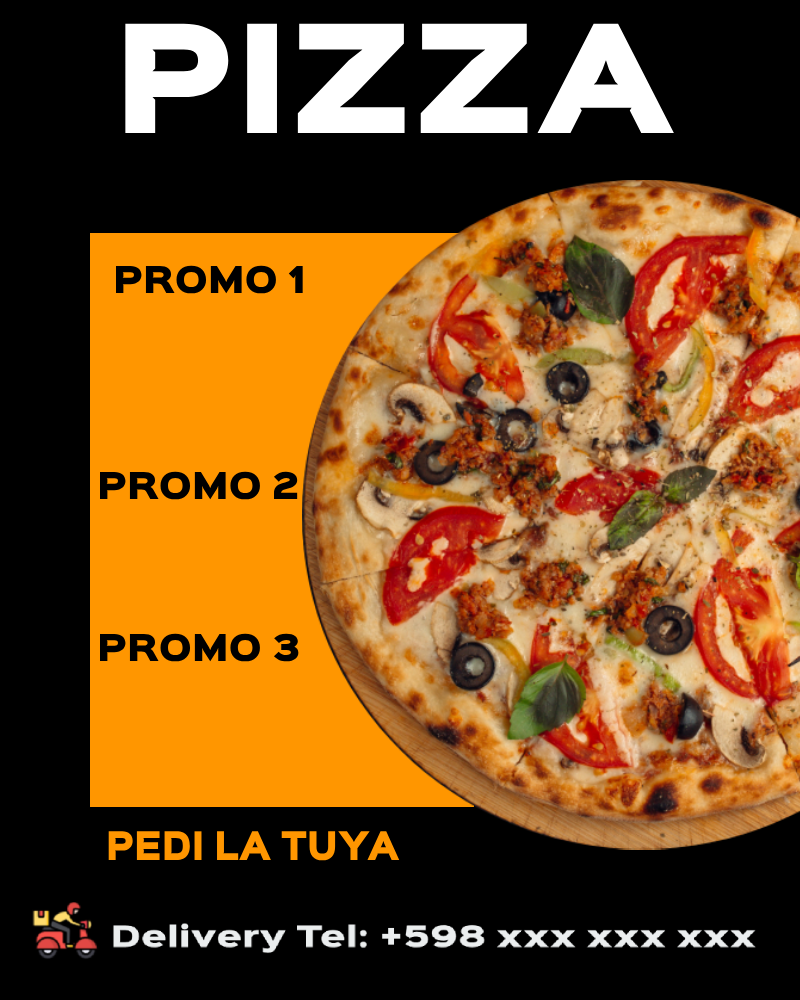 PIZZA
PROMO 1
PROMO 2
PROMO 3
PEDI LA TUYA
Delivery Tel: +598 xxx xxx xxx